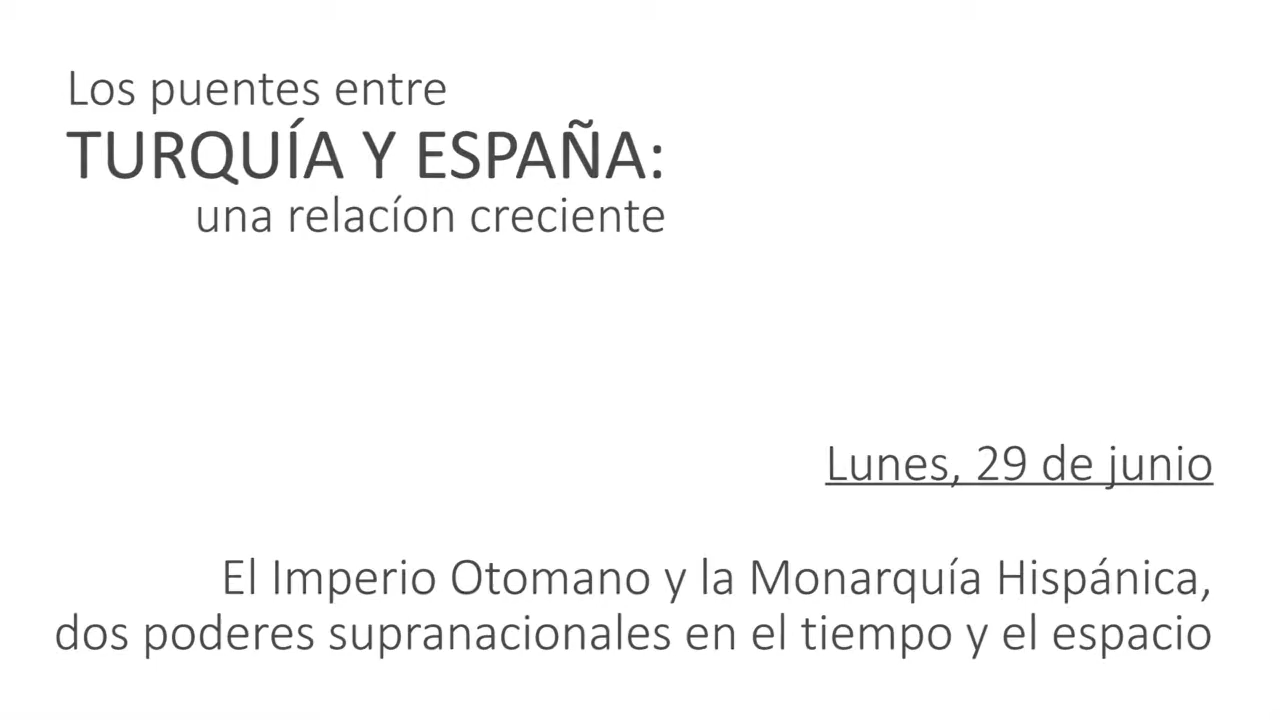 Los puentes entre
TURQUÍA Y ESPAÑA:
una relacíon creciente
Lunes, 29 de junio
El Imperio Otomano y la Monarquía Hispánica,
dos poderes supranacionales en el tiempo y el espacio